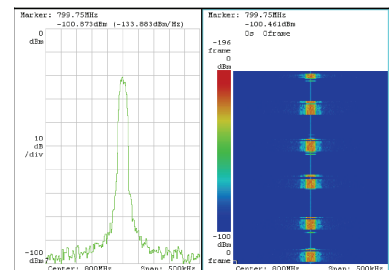 Marker: 799.75MHz
-100.873dBm (-133.883dBm/Hz)
0
dBm
10
dB
/div
-100
dBm
Center: 800MHz Span: 500kHz
Marker: 799.75MHz
-100.461dBm
0s 0frame
-196
frame
0
dBm
-100
dBm
0
frame
Center: 800MHz Span: 500kHz